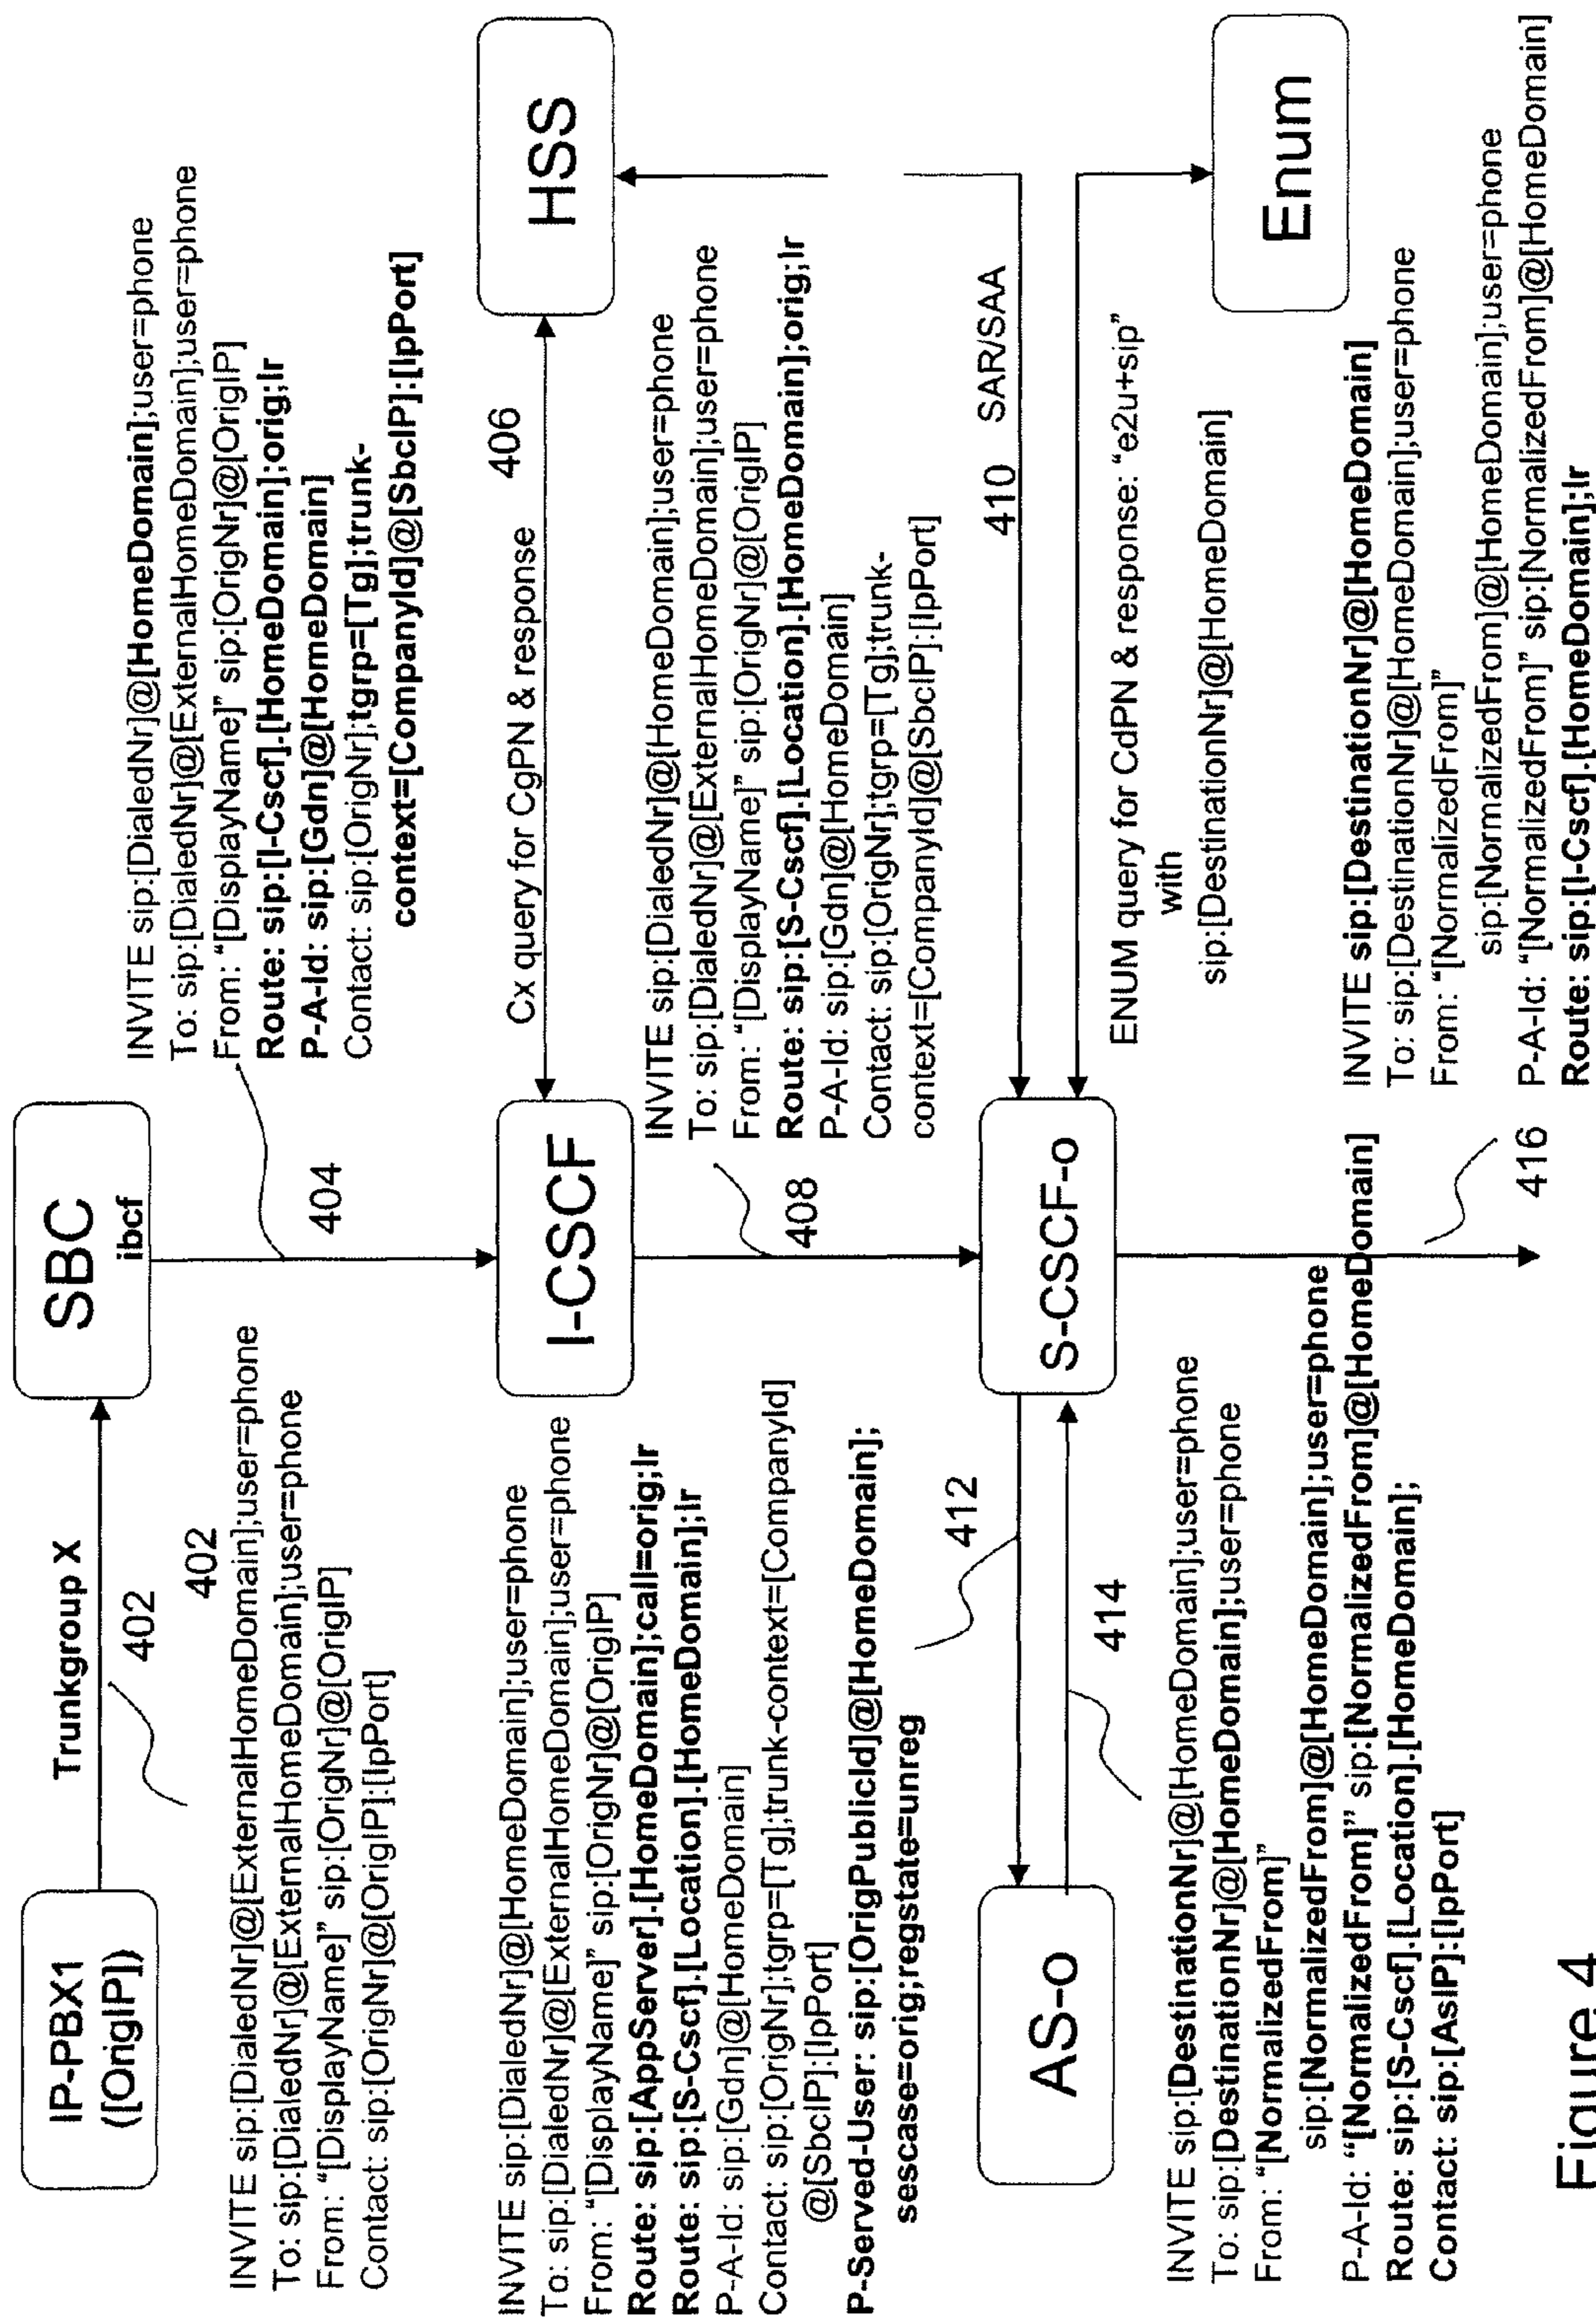 IP-PBX1
([OrigIP])
Trunkgroup X
402
SBC
ibcf
402
INVITE sip:[DialedNr]@[ExternalHomeDomain];user=phone
To: sip:[DialedNr]@[ExternalHomeDomain];user=phone
From: “[DisplayName]” sip:[OrigNr]@[OrigIP]
Contact: sip:[OrigNr]@[OrigIP]:[IpPort]
404
INVITE sip:[DialedNr]@[HomeDomain];user=phone
To: sip:[DialedNr]@[ExternalHomeDomain];user=phone
From: “[DisplayName]” sip:[OrigNr]@[OrigIP]
Route: sip:[I-Cscf].[HomeDomain];orig;lr
P-A-Id: sip:[Gdn]@[HomeDomain]
Contact: sip:[OrigNr];tgrp=[Tg];trunk-
context=[CompanyId]@[SbcIP]:[IpPort]
I-CSCF
Cx query for CgPN & response
406
HSS
INVITE sip:[DialedNr]@[HomeDomain];user=phone
To: sip:[DialedNr]@[ExternalHomeDomain];user=phone
From: “[DisplayName]” sip:[OrigNr]@[OrigIP]
Route: sip:[AppServer].[HomeDomain];call=orig;lr
Route: sip:[S-Cscf].[Location].[HomeDomain];lr
P-A-Id: sip:[Gdn]@[HomeDomain]
Contact: sip:[OrigNr];tgrp=[Tg];trunk-context=[CompanyId]
@[SbcIP]:[IpPort]
P-Served-User: sip:[OrigPublicId]@[HomeDomain];
sescase=orig;regstate=unreg
408
INVITE sip:[DialedNr]@[HomeDomain];user=phone
To: sip:[DialedNr]@[ExternalHomeDomain];user=phone
From: “[DisplayName]” sip:[OrigNr]@[OrigIP]
Route: sip:[S-Cscf].[Location].[HomeDomain];orig;lr
P-A-Id: sip:[Gdn]@[HomeDomain]
Contact: sip:[OrigNr];tgrp=[Tg];trunk-
context=[CompanyId]@[SbcIP]:[IpPort]
412
410
SAR/SAA
AS-o
S-CSCF-o
414
ENUM query for CdPN & response: “e2u+sip”
with
sip:[DestinationNr]@[HomeDomain]
Enum
INVITE sip:[DestinationNr]@[HomeDomain];user=phone
To: sip:[DestinationNr]@[HomeDomain];user=phone
From: “[NormalizedFrom]”
sip:[NormalizedFrom]@[HomeDomain];user=phone
P-A-Id: “[NormalizedFrom]” sip:[NormalizedFrom]@[HomeDomain]
Route: sip:[S-Cscf].[Location].[HomeDomain];
Contact: sip:[AsIP]:[IpPort]
416
INVITE sip:[DestinationNr]@[HomeDomain]
To: sip:[DestinationNr]@[HomeDomain;user=phone
From: “[NormalizedFrom]”
sip:[NormalizedFrom]@[HomeDomain];user=phone
P-A-Id: “[NormalizedFrom]” sip:[NormalizedFrom]@[HomeDomain]
Route: sip:[I-Cscf].[HomeDomain];lr
Figure 4